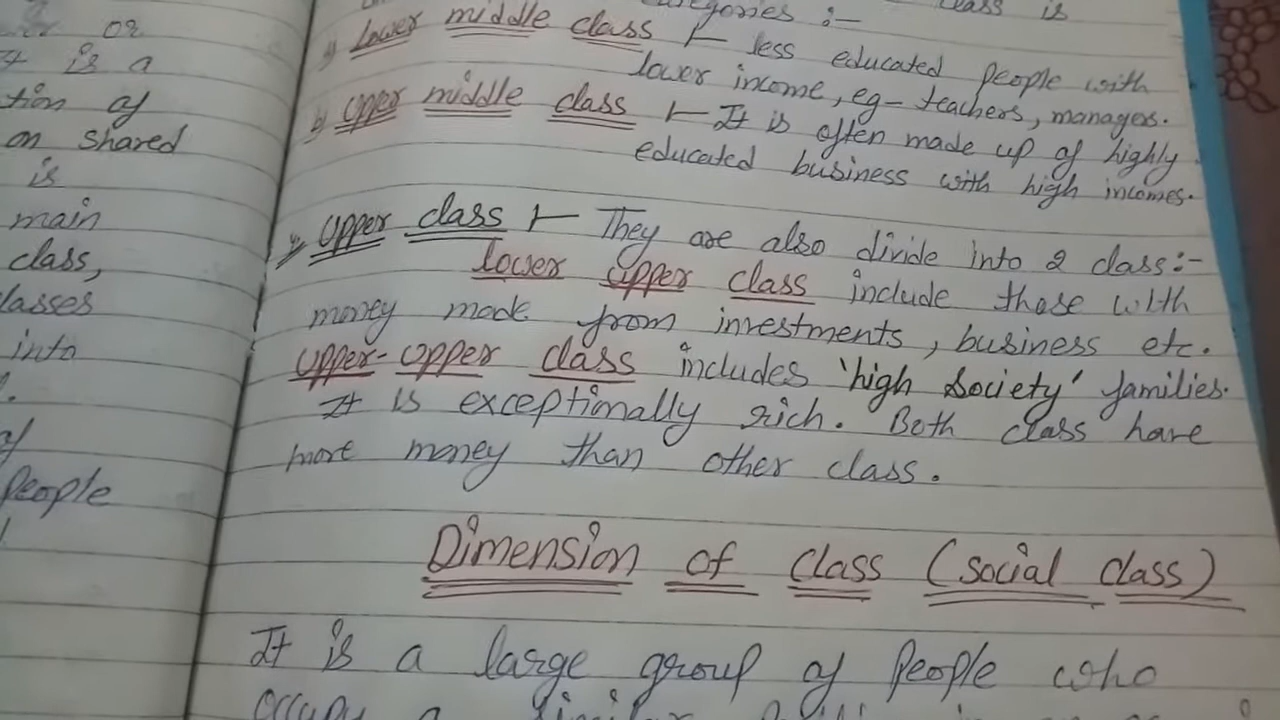 or
It is a
tion of
on shared
is
main
class,
lasses
into
of
People
categories :-
class is
a) Lower middle class :- less educated people with
lower income, eg- teachers, manages.
b) Upper middle class :- It is often made up of highly
educated business with high incomes.
Upper class :- They are also divide into 2 class:-
lower upper class include those with
money made from investments, business etc.
Upper-upper class includes 'high society' families.
It is exceptionally rich. Both class have
more money than other class.
Dimension of class (social class)
It is a large group of People who
occupy a similar